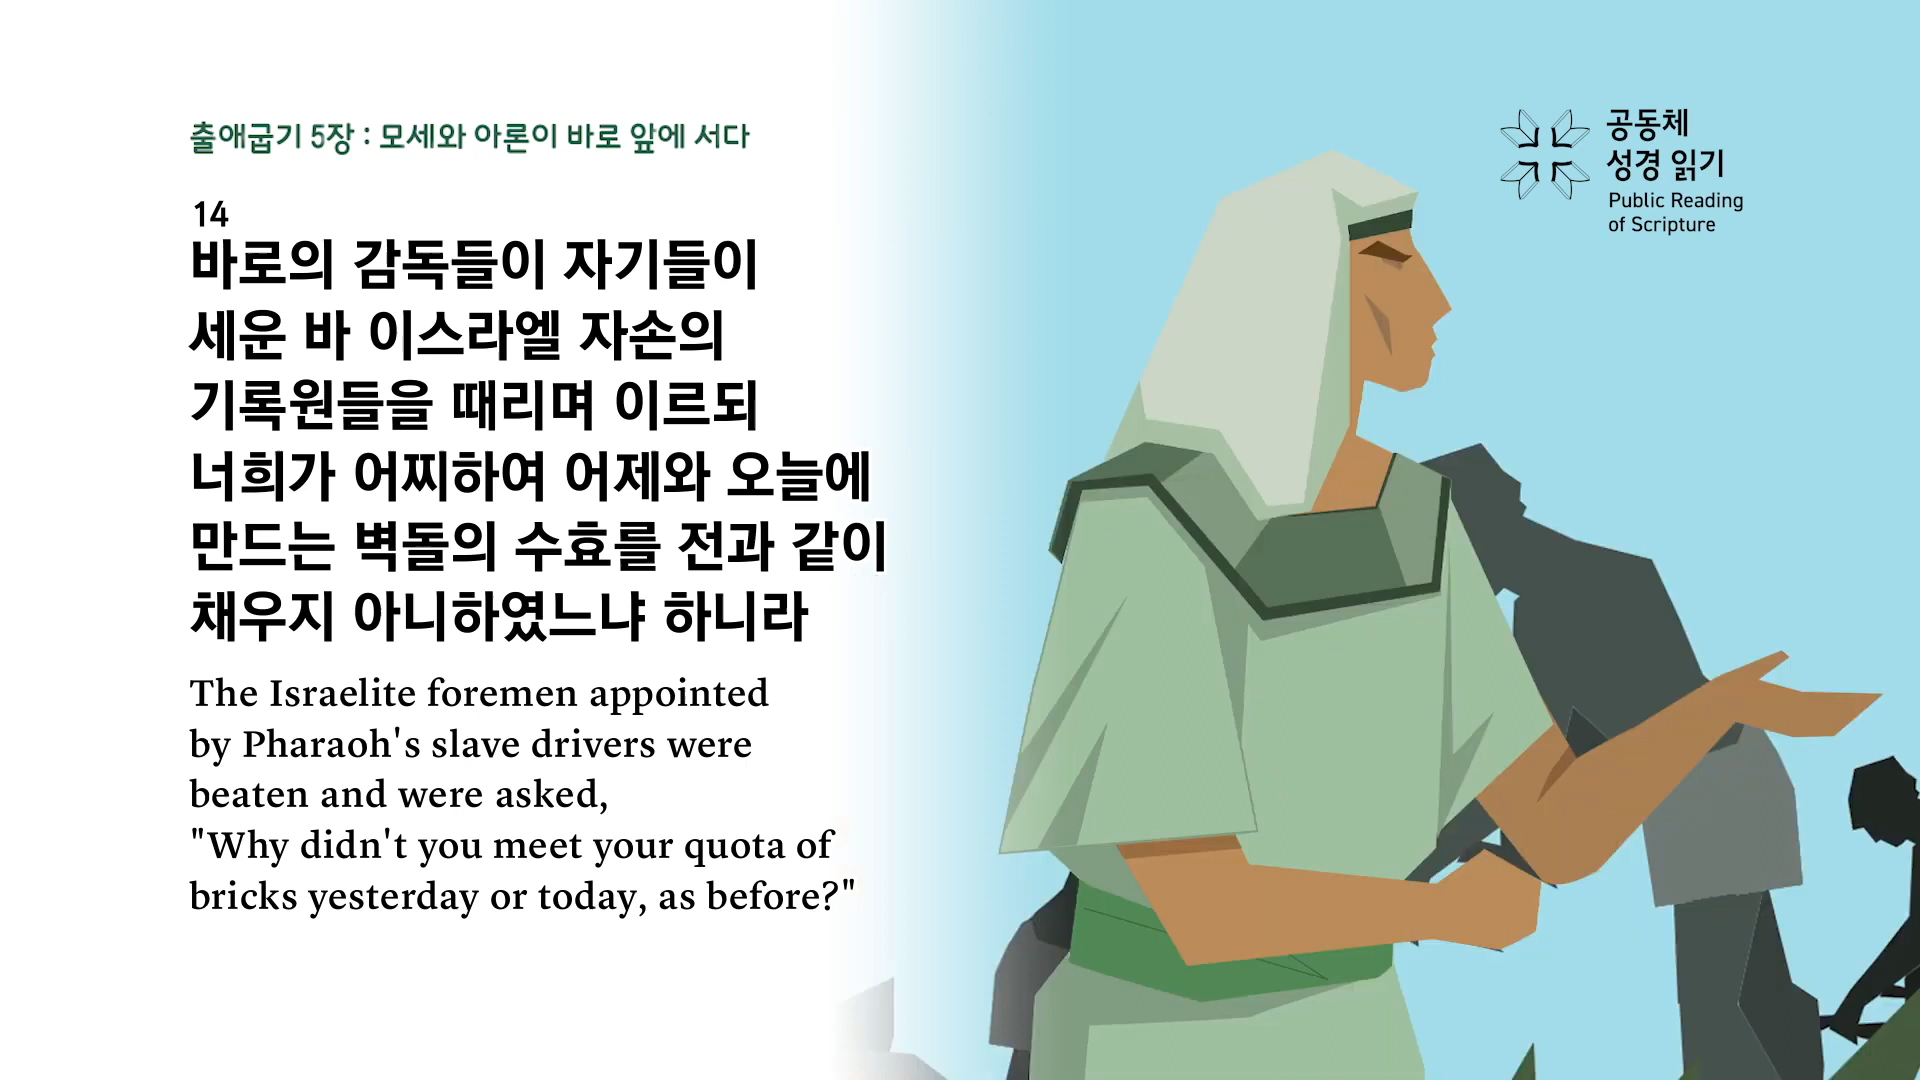 출애굽기 5장 : 모세와 아론이 바로 앞에 서다
14
바로의 감독들이 자기들이
세운 바 이스라엘 자손의
기록원들을 때리며 이르되
너희가 어찌하여 어제와 오늘에
만드는 벽돌의 수효를 전과 같이
채우지 아니하였느냐 하니라
The Israelite foremen appointed
by Pharaoh's slave drivers were
beaten and were asked,
"Why didn't you meet your quota of
bricks yesterday or today, as before?"
공동체
성경 읽기
Public Reading
of Scripture